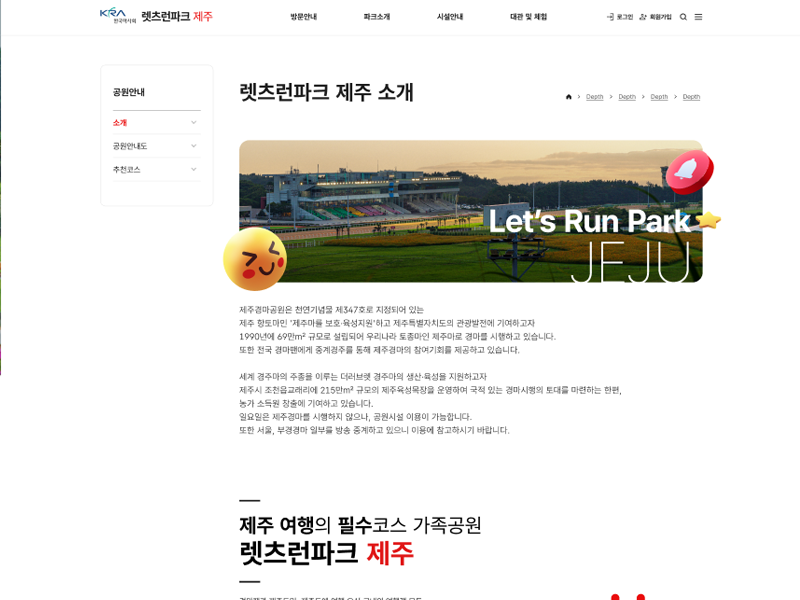 KRA 한국마사회
렛츠런파크 제주
방문안내
파크소개
시설안내
대관 및 체험
로그인
회원가입
공원안내
소개
공원안내도
추천코스
렛츠런파크 제주 소개
> Depth > Depth > Depth > Depth
Let's Run Park
JEJU
제주경마공원은 천연기념물 제347호로 지정되어 있는
제주 향토마인 '제주마를 보호·육성지원'하고 제주특별자치도의 관광발전에 기여하고자
1990년에 69만m² 규모로 설립되어 우리나라 토종마인 제주마로 경마를 시행하고 있습니다.
또한 전국 경마팬에게 중계경주를 통해 제주경마의 참여기회를 제공하고 있습니다.
세계 경주마의 주종을 이루는 더러브렛 경주마의 생산·육성을 지원하고자
제주시 조천읍교래리에 215만m² 규모의 제주육성목장을 운영하여 국적 있는 경마시행의 토대를 마련하는 한편,
농가 소득원 창출에 기여하고 있습니다.
일요일은 제주경마를 시행하지 않으나, 공원시설 이용이 가능합니다.
또한 서울, 부경경마 일부를 방송 중계하고 있으니 이용에 참고하시기 바랍니다.
제주 여행의 필수코스 가족공원
렛츠런파크 제주